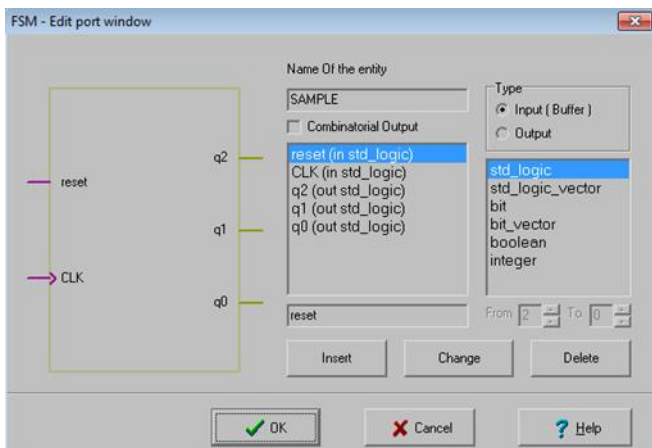 FSM - Edit port window
reset
CLK
q2
q1
q0
Name Of the entity
SAMPLE
Combinatorial Output
reset (in std_logic)
CLK (in std_logic)
q2 (out std_logic)
q1 (out std_logic)
q0 (out std_logic)
reset
Type
Input ( Buffer )
Output
std_logic
std_logic_vector
bit
bit_vector
boolean
integer
From 2 To 0
Insert Change Delete
OK Cancel Help